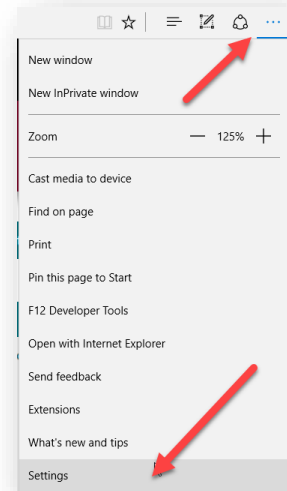 New window
New InPrivate window
Zoom — 125% +
Cast media to device
Find on page
Print
Pin this page to Start
F12 Developer Tools
Open with Internet Explorer
Send feedback
Extensions
What's new and tips
Settings